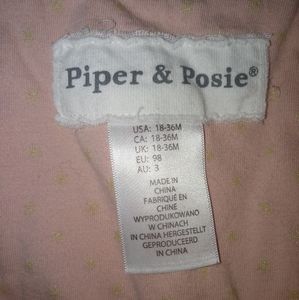 Piper & Posie®
USA: 18-36M
CA: 18-36M
UK: 18-36M
EU: 98
AU: 3
MADE IN
CHINA
FABRIQUÉ EN
CHINE
WYPRODUKOWANO
W CHINACH
IN CHINA HERGESTELLT
GEPRODUCEERD
IN CHINA